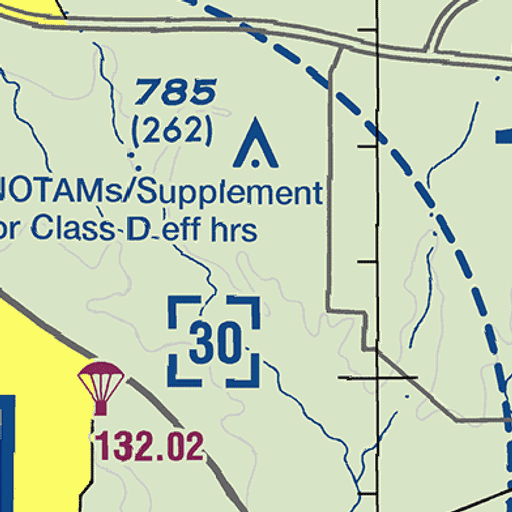 785
(262)
NOTAMs/Supplement
or Class D eff hrs
30
132.02